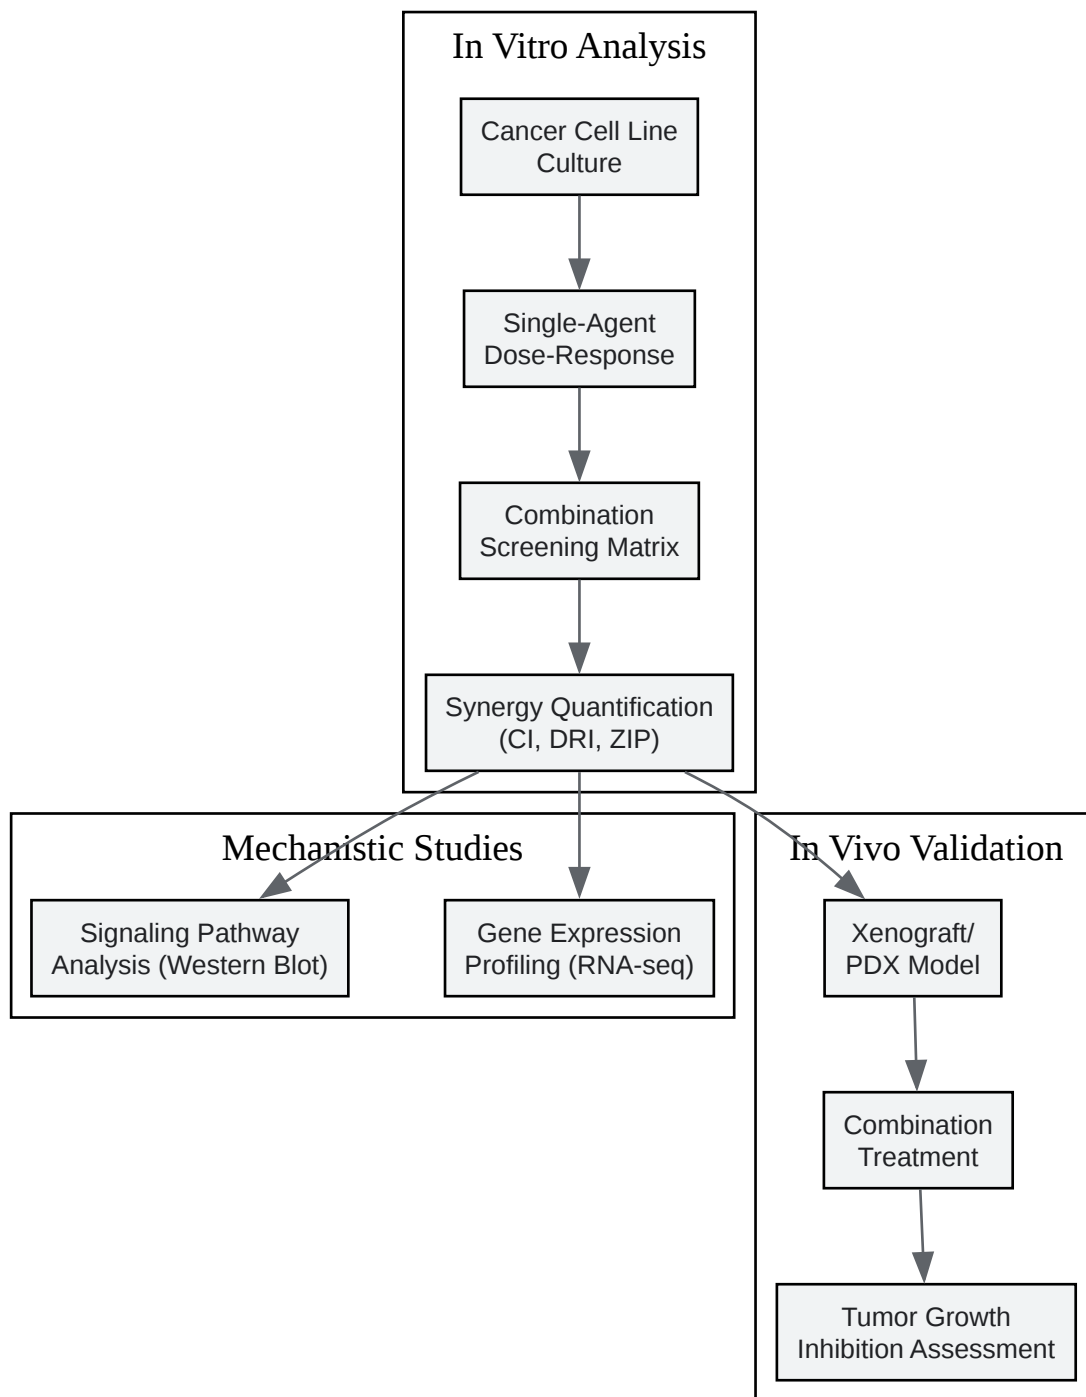 In Vitro Analysis
Cancer Cell Line
Culture
Single-Agent
Dose-Response
Combination
Screening Matrix
Synergy Quantification
(CI, DRI, ZIP)
Mechanistic Studies
Signaling Pathway
Analysis (Western Blot)
Gene Expression
Profiling (RNA-seq)
In Vivo Validation
Xenograft/
PDX Model
Combination
Treatment
Tumor Growth
Inhibition Assessment